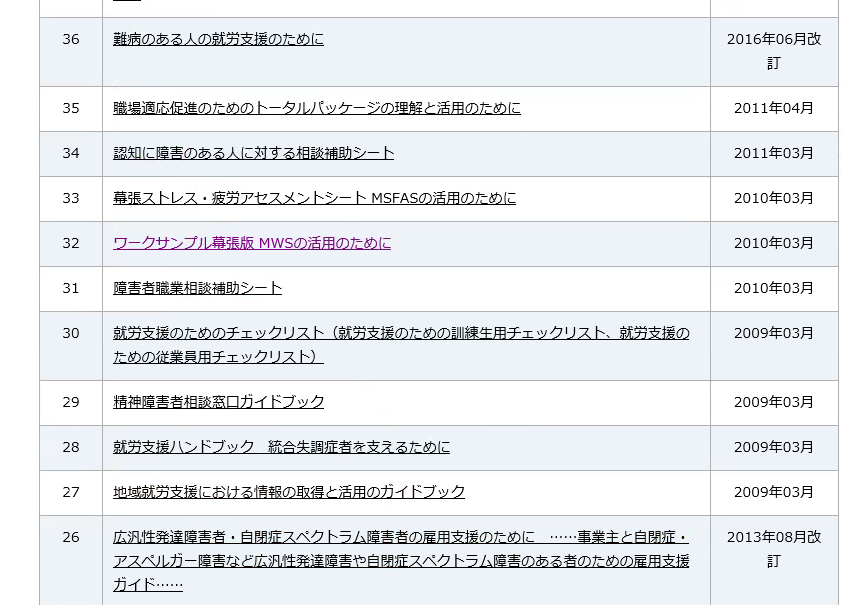 36
難病のある人の就労支援のために
2016年06月改
訂
35
職場適応促進のためのトータルパッケージの理解と活用のために
2011年04月
34
認知に障害のある人に対する相談補助シート
2011年03月
33
幕張ストレス・疲労アセスメントシート MSFASの活用のために
2010年03月
32
ワークサンプル幕張版 MWSの活用のために
2010年03月
31
障害者職業相談補助シート
2010年03月
30
就労支援のためのチェックリスト（就労支援のための訓練生用チェックリスト、就労支援の
ための従業員用チェックリスト）
2009年03月
29
精神障害者相談窓口ガイドブック
2009年03月
28
就労支援ハンドブック　統合失調症者を支えるために
2009年03月
27
地域就労支援における情報の取得と活用のガイドブック
2009年03月
26
広汎性発達障害者・自閉症スペクトラム障害者の雇用支援のために　……事業主と自閉症・
アスペルガー障害など広汎性発達障害や自閉症スペクトラム障害のある者のための雇用支援
ガイド……
2013年08月改
訂